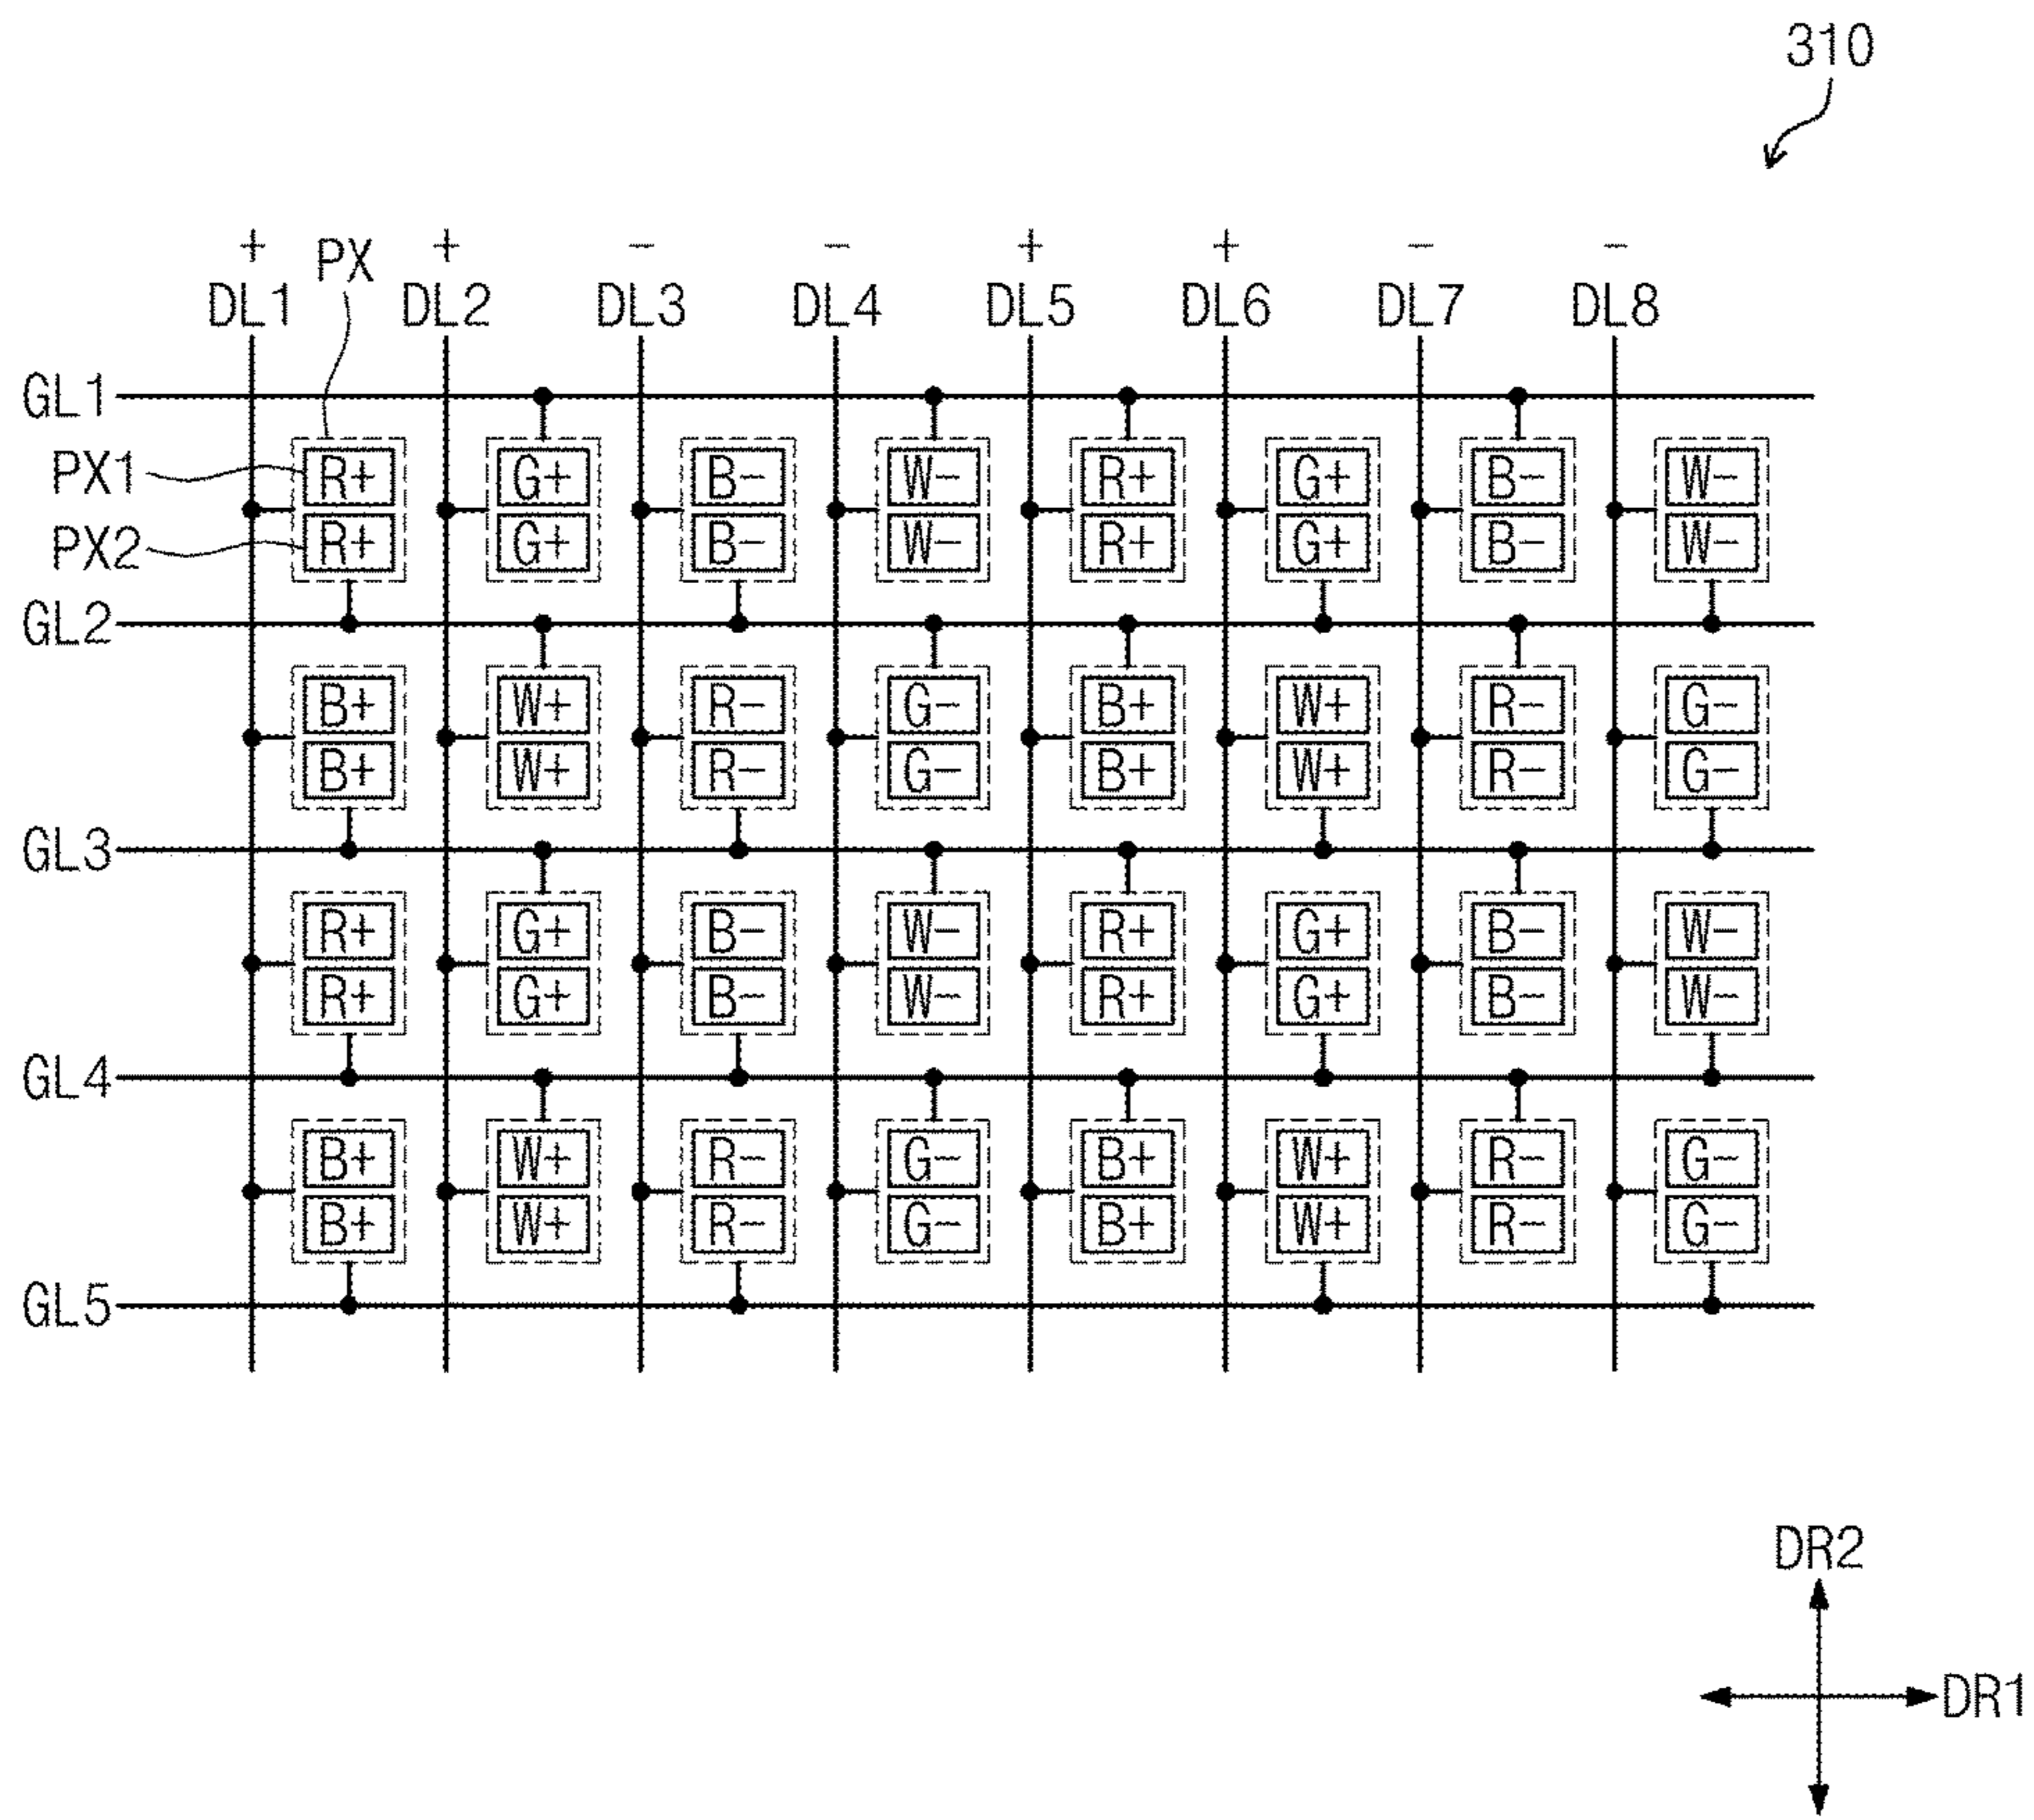 310
+ PX + - - + + - -
DL1 DL2 DL3 DL4 DL5 DL6 DL7 DL8
GL1
PX1 R+ G+ B- W- R+ G+ B- W-
PX2 R+ G+ B- W- R+ G+ B- W-
GL2
B+ W+ R- G- B+ W+ R- G-
B+ W+ R- G- B+ W+ R- G-
GL3
R+ G+ B- W- R+ G+ B- W-
R+ G+ B- W- R+ G+ B- W-
GL4
B+ W+ R- G- B+ W+ R- G-
B+ W+ R- G- B+ W+ R- G-
GL5
DR2
DR1